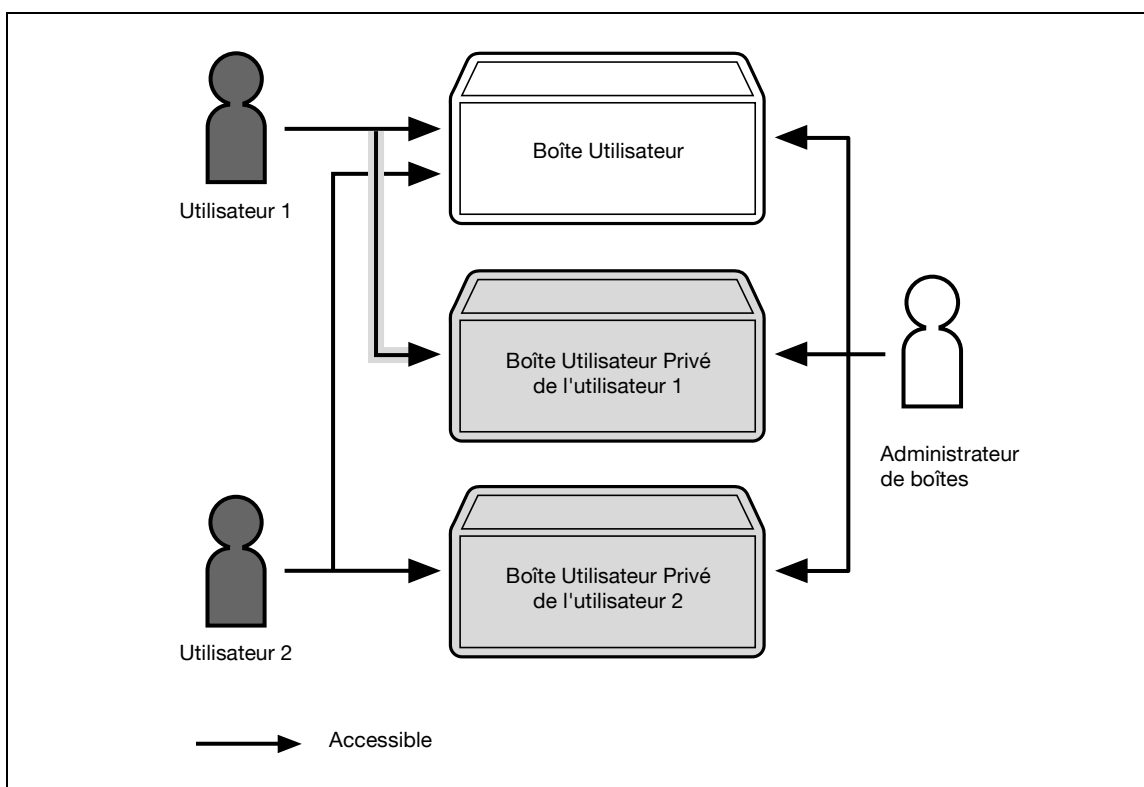 Boîte Utilisateur
Utilisateur 1
Boîte Utilisateur Privé
de l'utilisateur 1
Administrateur
de boîtes
Boîte Utilisateur Privé
de l'utilisateur 2
Utilisateur 2
Accessible